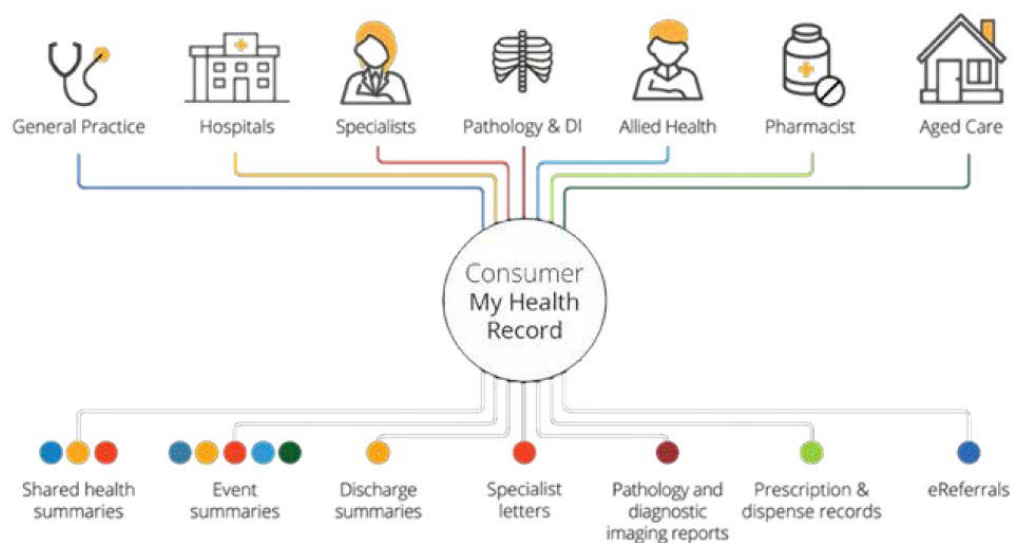 General Practice
Hospitals
Specialists
Pathology & DI
Allied Health
Pharmacist
Aged Care
Consumer
My Health
Record
Shared health
summaries
Event
summaries
Discharge
summaries
Specialist
letters
Pathology and
diagnostic
imaging reports
Prescription &
dispense records
eReferrals